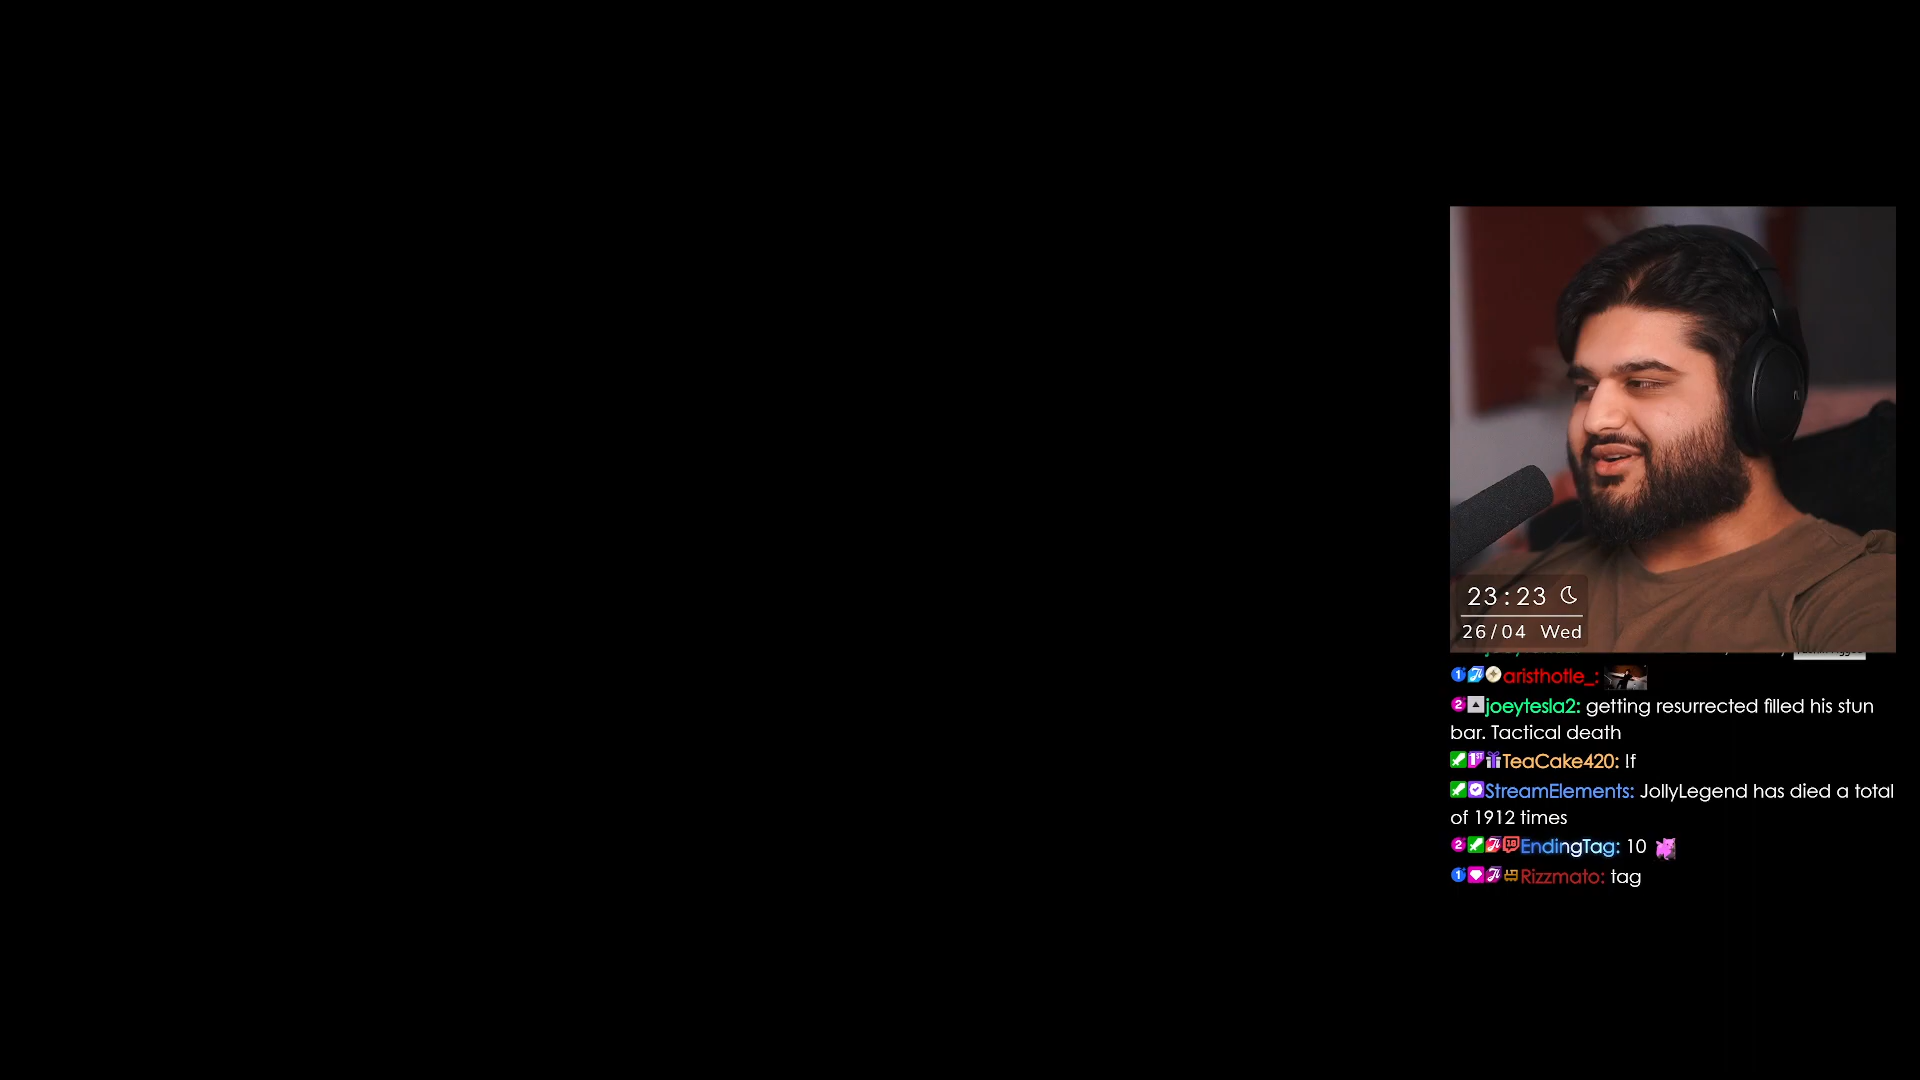 23:23
26/04 Wed
aristhotle_:
joeytesla2: getting resurrected filled his stun
bar. Tactical death
TeaCake420: !f
StreamElements: JollyLegend has died a total
of 1912 times
EndingTag: 10
Rizzmato: tag